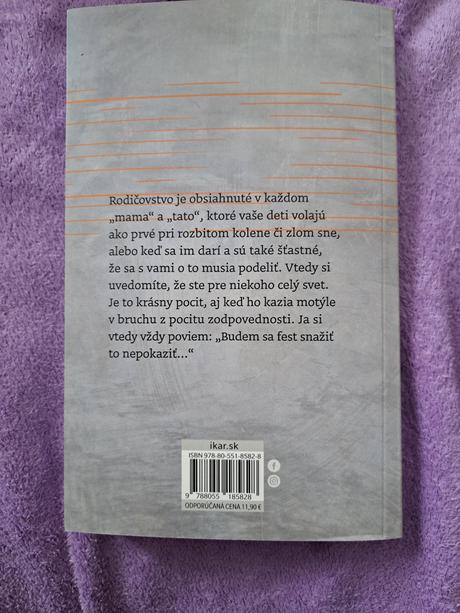 Rodičovstvo je obsiahnuté v každom
„mama“ a „tato“, ktoré vaše deti volajú
ako prvé pri rozbitom kolene či zlom sne,
alebo keď sa im darí a sú také šťastné,
že sa s vami o to musia podeliť. Vtedy si
uvedomíte, že ste pre niekoho celý svet.
Je to krásny pocit, aj keď ho kazia motýle
v bruchu z pocitu zodpovednosti. Ja si
vtedy vždy poviem: „Budem sa fest snažiť
to nepokaziť...“
ikar.sk
ISBN 978-80-551-8582-8
9 788055 185828
ODPORÚČANÁ CENA 11,90 €